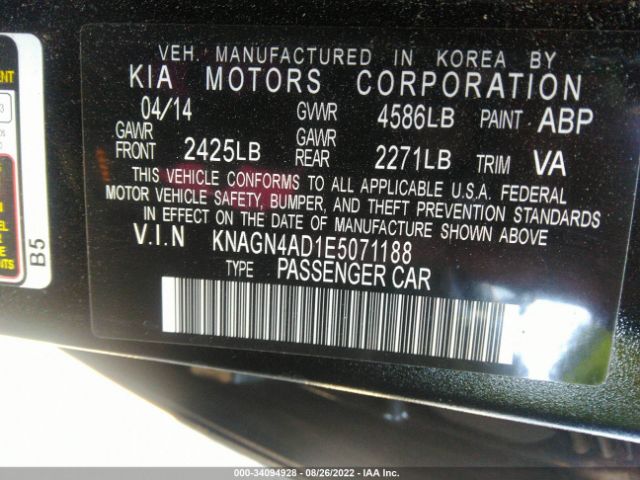 VEH. MANUFACTURED IN KOREA BY
KIA MOTORS CORPORATION
04/14 GVWR 4586LB PAINT ABP
GAWR FRONT 2425LB GAWR REAR 2271LB TRIM VA
THIS VEHICLE CONFORMS TO ALL APPLICABLE U.S.A. FEDERAL
MOTOR VEHICLE SAFETY, BUMPER, AND THEFT PREVENTION STANDARDS
IN EFFECT ON THE DATE OF MANUFACTURE SHOWN ABOVE.
V.I.N KNAGN4AD1E5071188
TYPE PASSENGER CAR
B5
IAA - 34094928 - 08/26/2022 - IAAI.COM